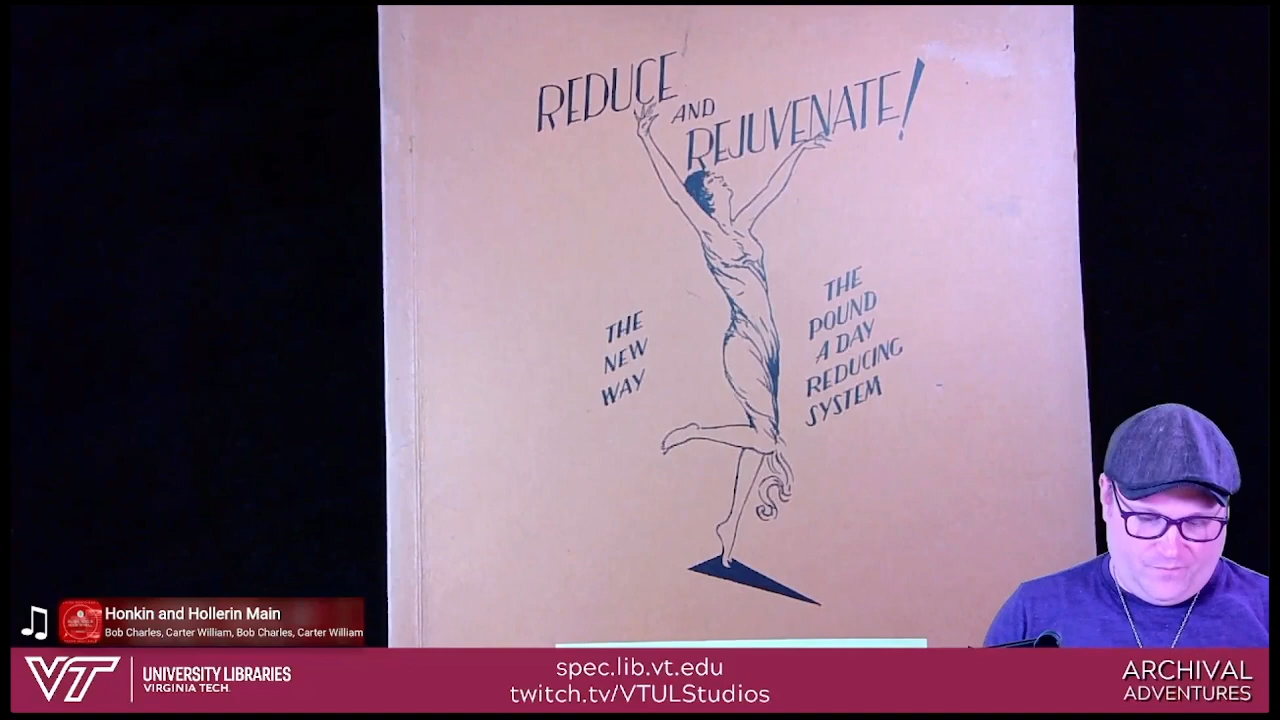 REDUCE
AND
REJUVENATE!
THE
NEW
WAY
THE
POUND
A DAY
REDUCING
SYSTEM
Honkin and Hollerin Main
Bob Charles, Carter William, Bob Charles, Carter William
VT
UNIVERSITY LIBRARIES
VIRGINIA TECH.
spec.lib.vt.edu
twitch.tv/VTULStudios
ARCHIVAL
ADVENTURES